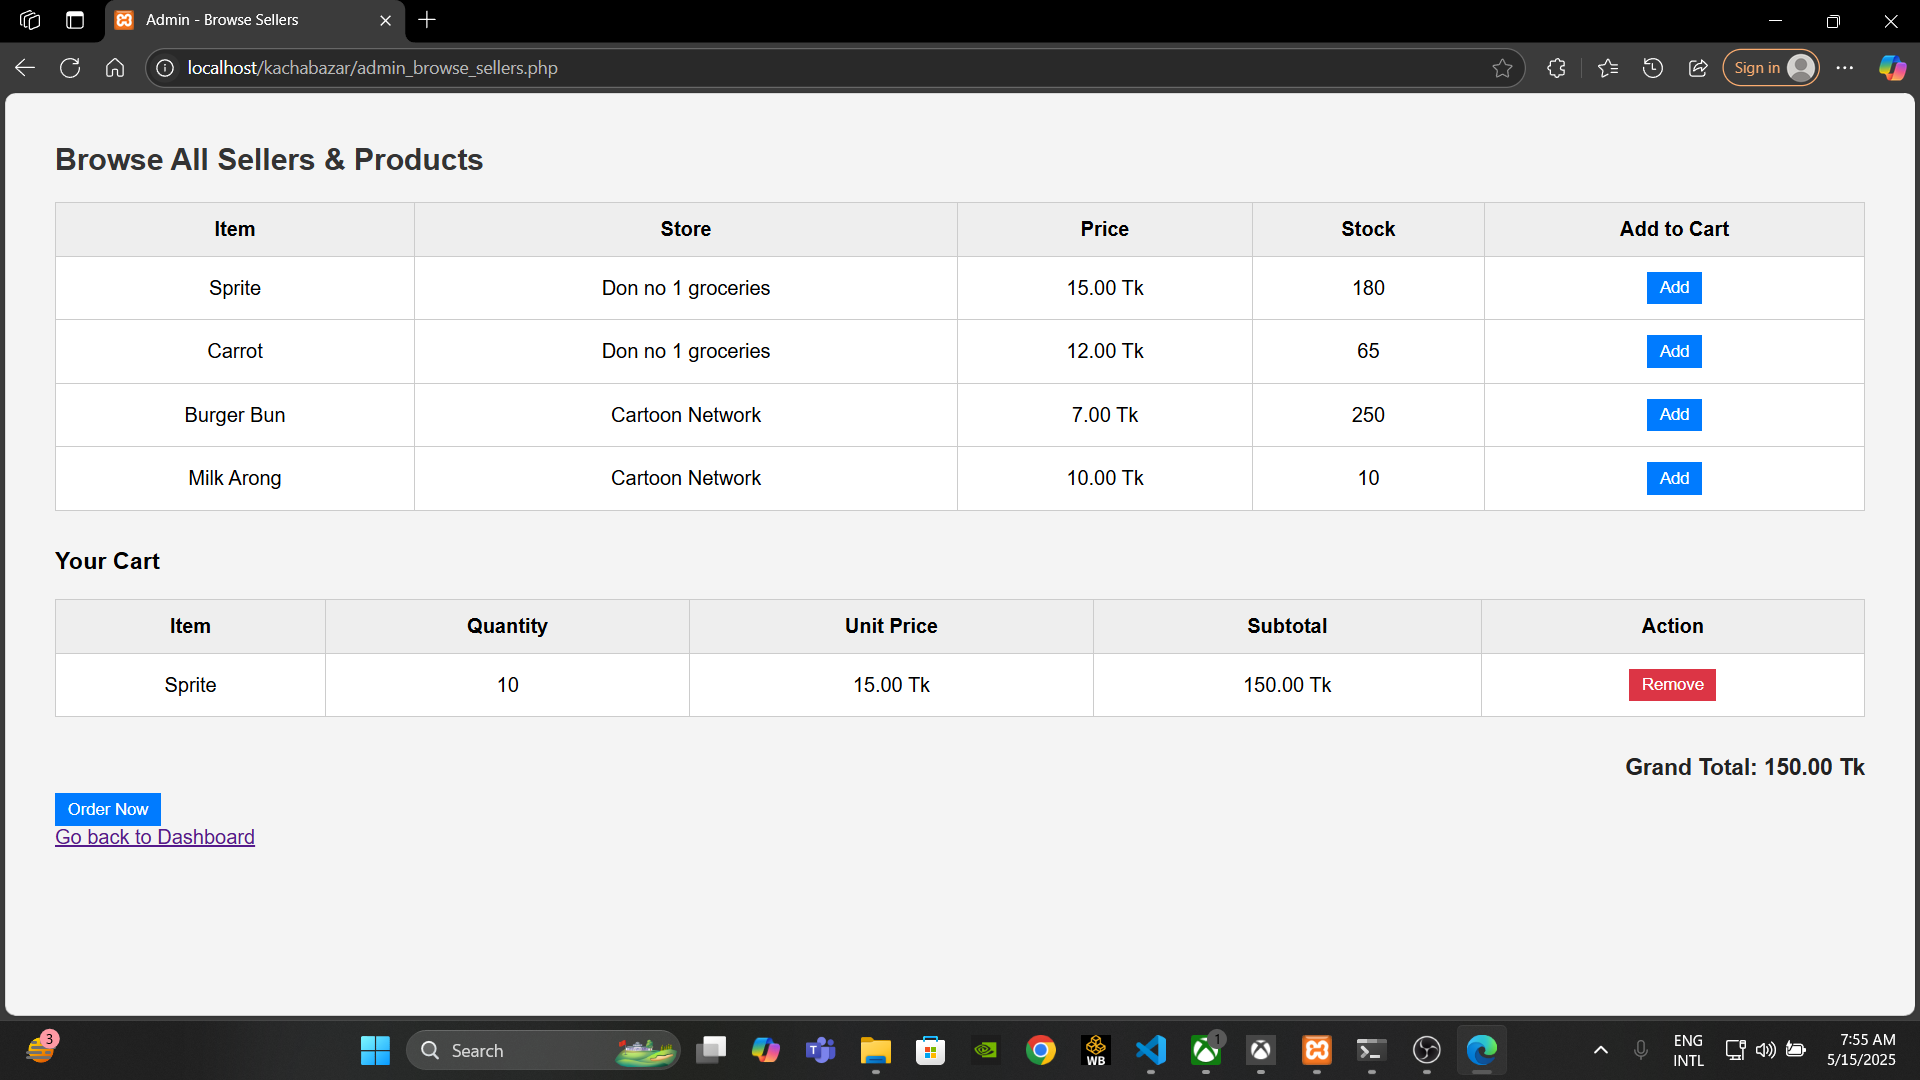 Admin - Browse Sellers
localhost/kachabazar/admin_browse_sellers.php
Sign in
Browse All Sellers & Products
Item Store Price Stock Add to Cart
Sprite Don no 1 groceries 15.00 Tk 180 Add
Carrot Don no 1 groceries 12.00 Tk 65 Add
Burger Bun Cartoon Network 7.00 Tk 250 Add
Milk Arong Cartoon Network 10.00 Tk 10 Add
Your Cart
Item Quantity Unit Price Subtotal Action
Sprite 10 15.00 Tk 150.00 Tk Remove
Grand Total: 150.00 Tk
Order Now
Go back to Dashboard
3
Search
WB
1
ENG
INTL
7:55 AM
5/15/2025